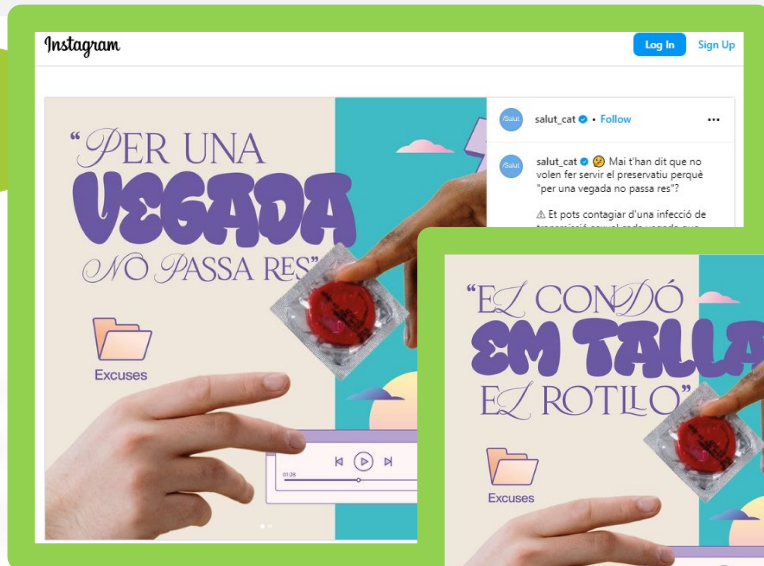 Instagram
Log In
Sign Up
"PER UNA
VEGADA
NO PASSA RES"
Excuses
01:26
salut_cat • Follow
•••
/Salut
/Salut
salut_cat Mai t'han dit que no
volen fer servir el preservatiu perquè
"per una vegada no passa res"?
⚠ Et pots contagiar d'una infecció de
"EL CONDÓ
EM TALLA
EL ROTLLO"
Excuses